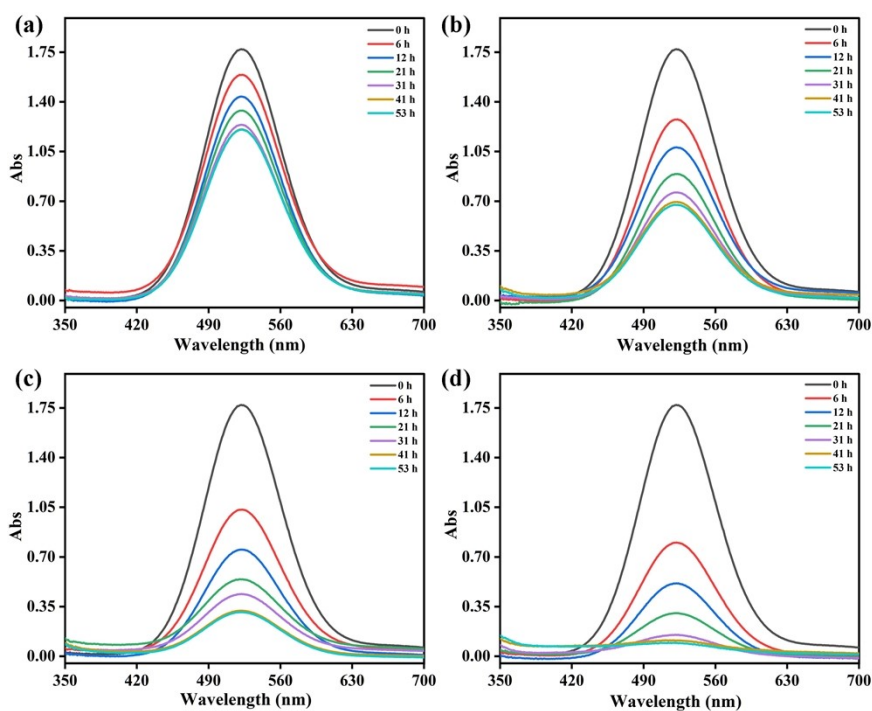 (a)
0 h
6 h
12 h
21 h
31 h
41 h
53 h
1.75
1.40
1.05
0.70
0.35
0.00
Abs
350 420 490 560 630 700
Wavelength (nm)
(b)
0 h
6 h
12 h
21 h
31 h
41 h
53 h
1.75
1.40
1.05
0.70
0.35
0.00
Abs
350 420 490 560 630 700
Wavelength (nm)
(c)
0 h
6 h
12 h
21 h
31 h
41 h
53 h
1.75
1.40
1.05
0.70
0.35
0.00
Abs
350 420 490 560 630 700
Wavelength (nm)
(d)
0 h
6 h
12 h
21 h
31 h
41 h
53 h
1.75
1.40
1.05
0.70
0.35
0.00
Abs
350 420 490 560 630 700
Wavelength (nm)